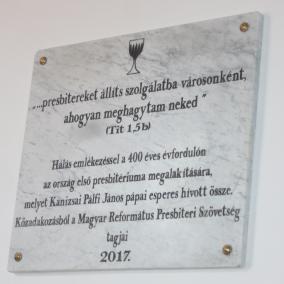 „...presbitereket állíts szolgálatba városonként,
ahogyan meghagytam neked"
(Tit 1,5b)
Hálás emlékezéssel a 400 éves évfordulón
az ország első presbitériuma megalakítására,
melyet Kanizsai Pálfi János pápai esperes hívott össze.
Közadakozásból a Magyar Református Presbiteri Szövetség
tagjai
2017.